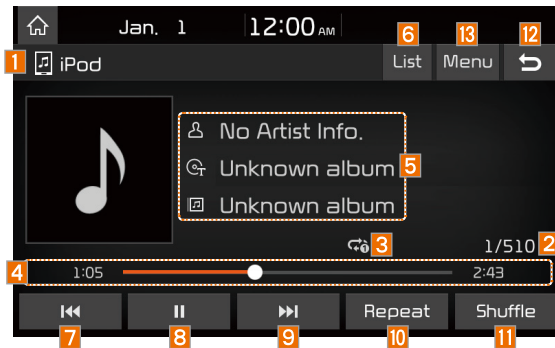 Jan. 1 12:00 AM
6 13 12
1 iPod List Menu
No Artist Info.
Unknown album 5
Unknown album
3 1/510 2
4 1:05 2:43
Repeat Shuffle
7 8 9 10 11